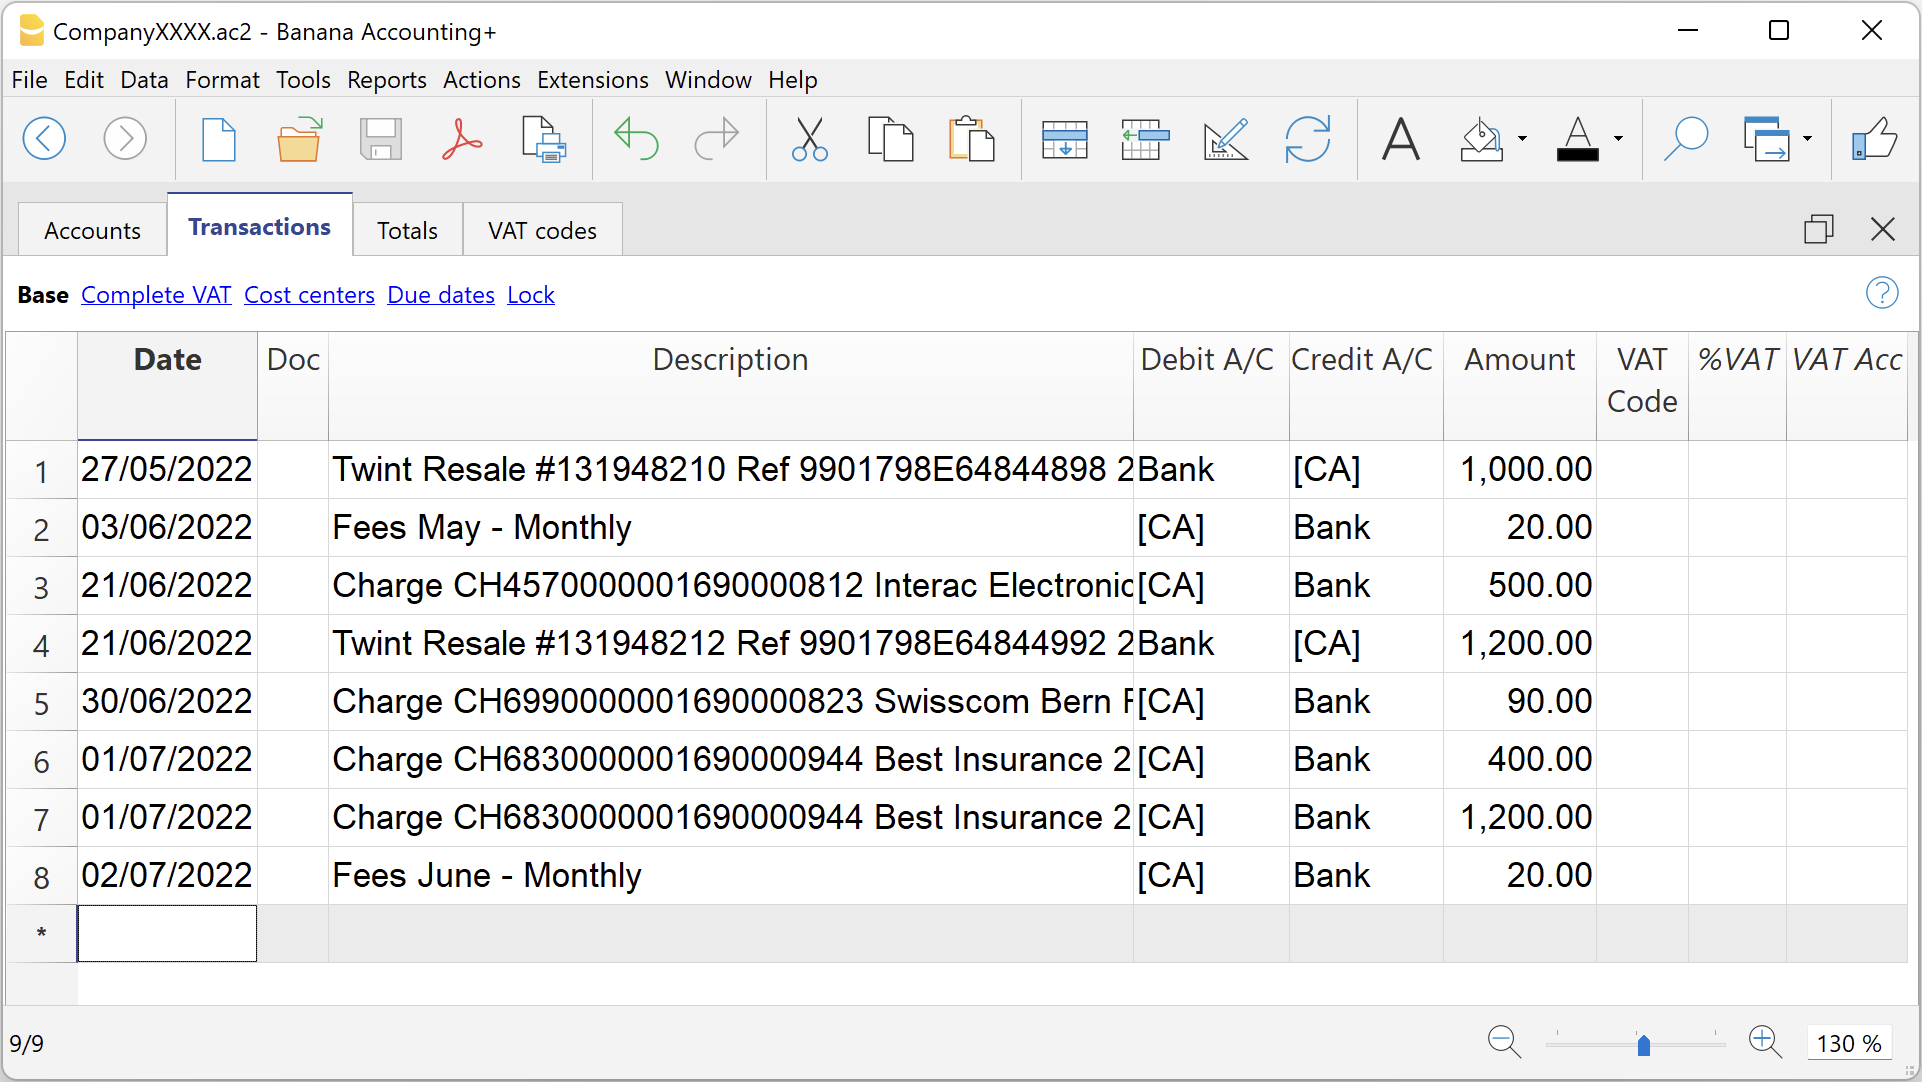 CompanyXXXX.ac2 - Banana Accounting+
File Edit Data Format Tools Reports Actions Extensions Window Help
Accounts Transactions Totals VAT codes
Base Complete VAT Cost centers Due dates Lock ?
Date Doc Description Debit A/C Credit A/C Amount VAT Code %VAT VAT Acc
1 27/05/2022 Twint Resale #131948210 Ref 9901798E64844898 2 Bank [CA] 1,000.00
2 03/06/2022 Fees May - Monthly [CA] Bank 20.00
3 21/06/2022 Charge CH4570000001690000812 Interac Electronic [CA] Bank 500.00
4 21/06/2022 Twint Resale #131948212 Ref 9901798E64844992 2 Bank [CA] 1,200.00
5 30/06/2022 Charge CH6990000001690000823 Swisscom Bern [CA] Bank 90.00
6 01/07/2022 Charge CH6830000001690000944 Best Insurance 2 [CA] Bank 400.00
7 01/07/2022 Charge CH6830000001690000944 Best Insurance 2 [CA] Bank 1,200.00
8 02/07/2022 Fees June - Monthly [CA] Bank 20.00
*
9/9 130 %